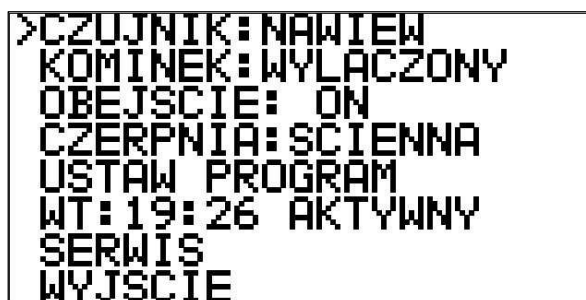 >CZUJNIK:NAWIEW
KOMINEK:WYLACZONY
OBEJSCIE: ON
CZERPNIA:SCIENNA
USTAW PROGRAM
WT:19:26 AKTYWNY
SERWIS
WYJSCIE